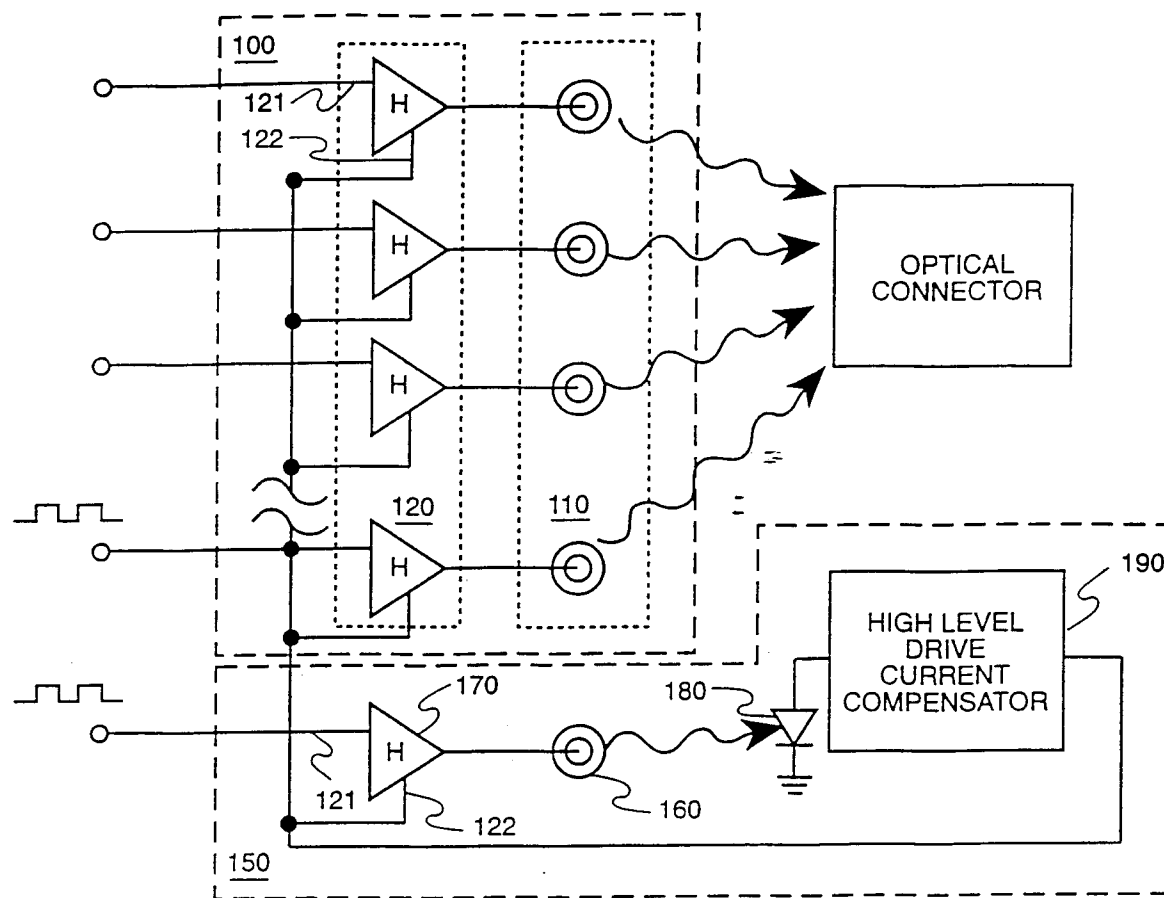 100
121
H
122
H
OPTICAL
CONNECTOR
H
120
110
H
190
HIGH LEVEL
DRIVE
CURRENT
COMPENSATOR
170
180
H
121
122
160
150